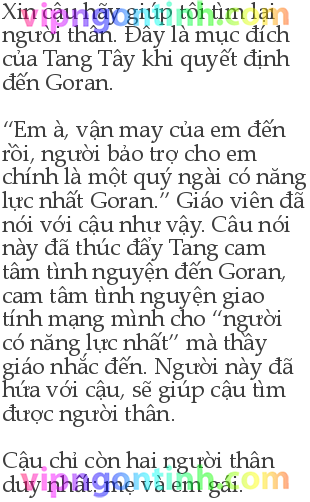 vipngontinh.com
Xin cậu hãy giúp tôi tìm lại
người thân. Đây là mục đích
của Tang Tây khi quyết định
đến Goran.
“Em à, vận may của em đến
rồi, người bảo trợ cho em
chính là một quý ngài có năng
lực nhất Goran.” Giáo viên đã
nói với cậu như vậy. Câu nói
này đã thúc đẩy Tang cam
tâm tình nguyện đến Goran,
cam tâm tình nguyện giao
tính mạng mình cho “người
có năng lực nhất” mà thầy
giáo nhắc đến. Người này đã
hứa với cậu, sẽ giúp cậu tìm
được người thân.
Cậu chỉ còn hai người thân
duy nhất: mẹ và em gái.
vipngontinh.com